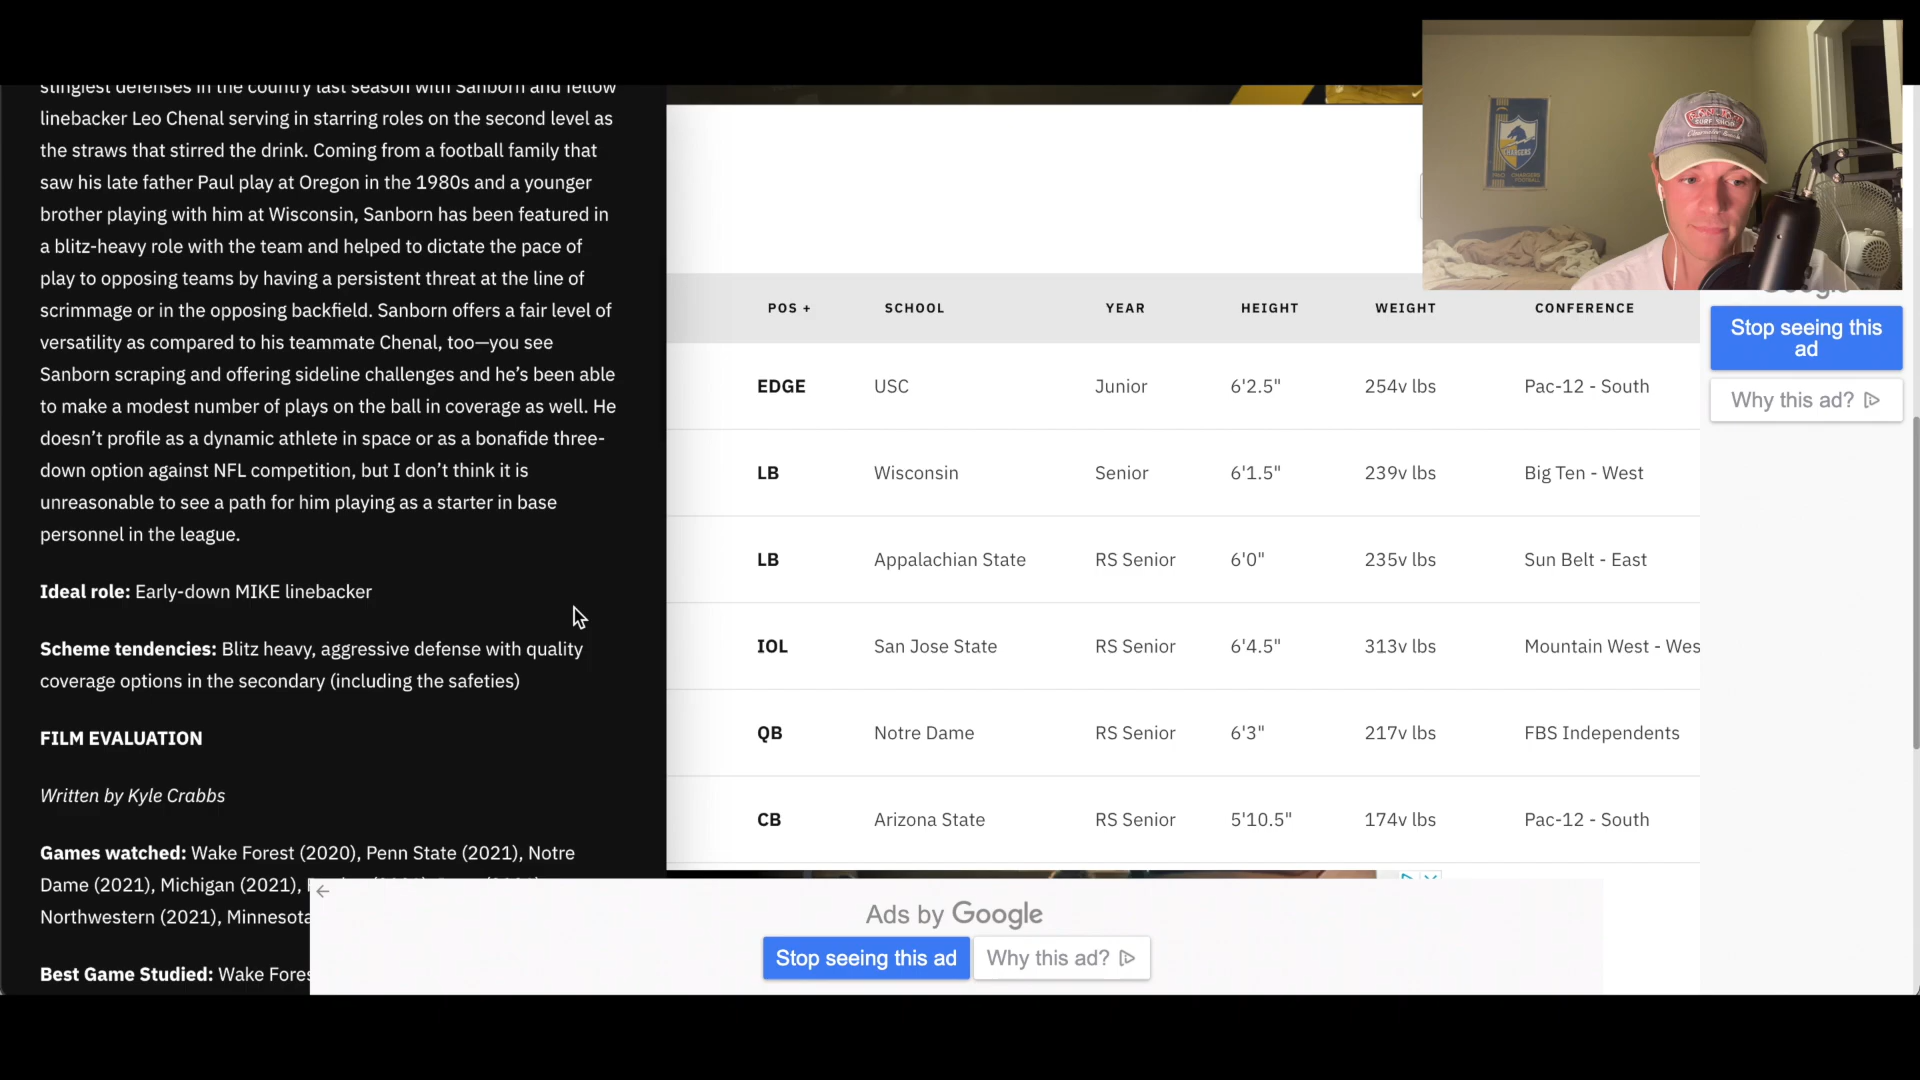 stingiest defenses in the country last season with Sanborn and fellow
linebacker Leo Chenal serving in starring roles on the second level as
the straws that stirred the drink. Coming from a football family that
saw his late father Paul play at Oregon in the 1980s and a younger
brother playing with him at Wisconsin, Sanborn has been featured in
a blitz-heavy role with the team and helped to dictate the pace of
play to opposing teams by having a persistent threat at the line of
scrimmage or in the opposing backfield. Sanborn offers a fair level of
versatility as compared to his teammate Chenal, too—you see
Sanborn scraping and offering sideline challenges and he's been able
to make a modest number of plays on the ball in coverage as well. He
doesn't profile as a dynamic athlete in space or as a bonafide three-
down option against NFL competition, but I don't think it is
unreasonable to see a path for him playing as a starter in base
personnel in the league.
Ideal role: Early-down MIKE linebacker
Scheme tendencies: Blitz heavy, aggressive defense with quality
coverage options in the secondary (including the safeties)
FILM EVALUATION
Written by Kyle Crabbs
Games watched: Wake Forest (2020), Penn State (2021), Notre
Dame (2021), Michigan (2021),
Northwestern (2021), Minnesota
Best Game Studied: Wake Fores
POS + SCHOOL YEAR HEIGHT WEIGHT CONFERENCE
EDGE USC Junior 6'2.5" 254v lbs Pac-12 - South
LB Wisconsin Senior 6'1.5" 239v lbs Big Ten - West
LB Appalachian State RS Senior 6'0" 235v lbs Sun Belt - East
IOL San Jose State RS Senior 6'4.5" 313v lbs Mountain West - Wes
QB Notre Dame RS Senior 6'3" 217v lbs FBS Independents
CB Arizona State RS Senior 5'10.5" 174v lbs Pac-12 - South
Ads by Google
Stop seeing this ad Why this ad?
CHARGERS
Stop seeing this
ad
Why this ad?